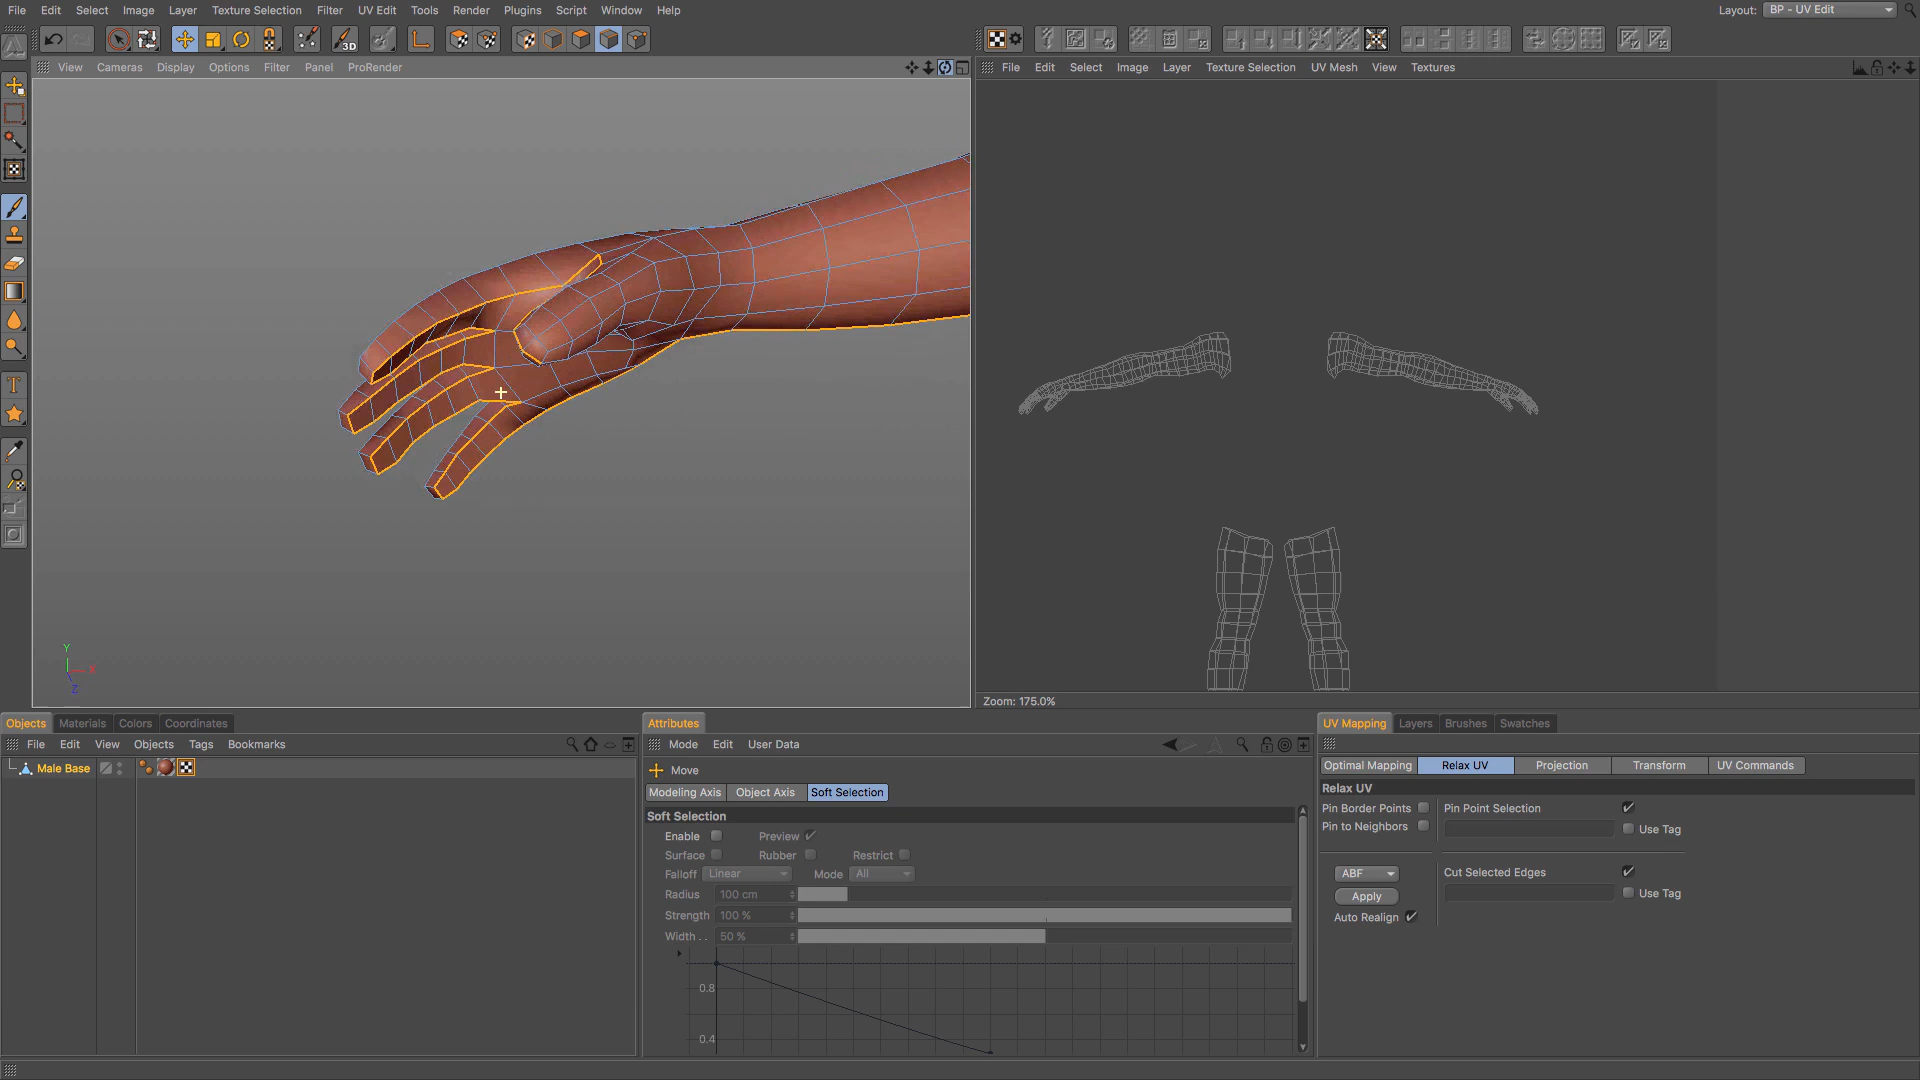 File Edit Select Image Layer Texture Selection Filter UV Edit Tools Render Plugins Script Window Help
Layout: BP - UV Edit
3D
View Cameras Display Options Filter Panel ProRender
File Edit Select Image Layer Texture Selection UV Mesh View Textures
T
Y
X
Z
Zoom: 175.0%
Objects Materials Colors Coordinates
File Edit View Objects Tags Bookmarks
Male Base
Attributes
Mode Edit User Data
Move
Modeling Axis Object Axis Soft Selection
Soft Selection
Enable Preview
Surface Rubber Restrict
Falloff Linear Mode All
Radius 100 cm
Strength 100 %
Width . . 50 %
0.8
0.4
UV Mapping Layers Brushes Swatches
Optimal Mapping Relax UV Projection Transform UV Commands
Relax UV
Pin Border Points Pin Point Selection
Pin to Neighbors Use Tag
ABF Cut Selected Edges
Apply Use Tag
Auto Realign